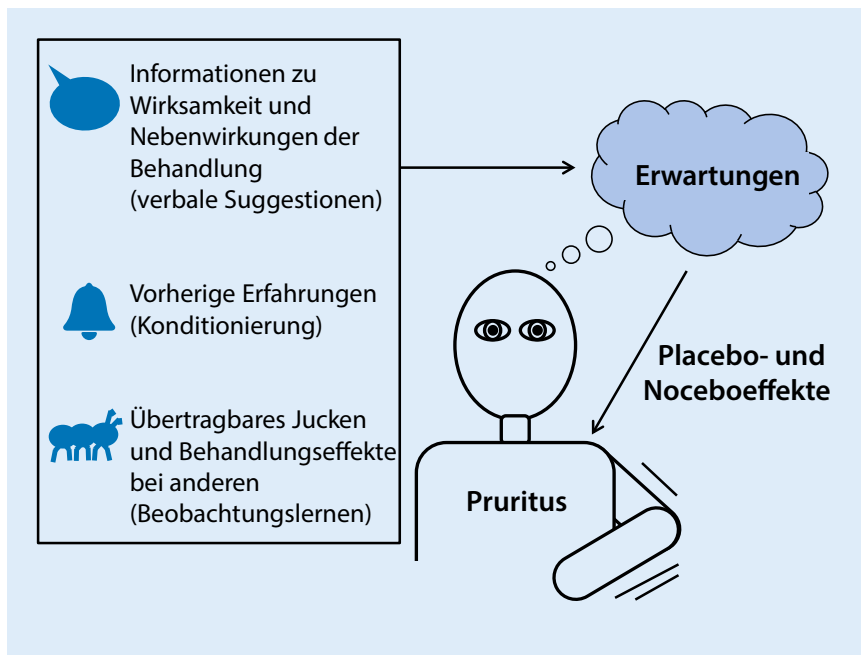 Informationen zu
Wirksamkeit und
Nebenwirkungen der
Behandlung
(verbale Suggestionen)
Vorherige Erfahrungen
(Konditionierung)
Übertragbares Jucken
und Behandlungseffekte
bei anderen
(Beobachtungslernen)
Erwartungen
Placebo- und
Noceboeffekte
Pruritus